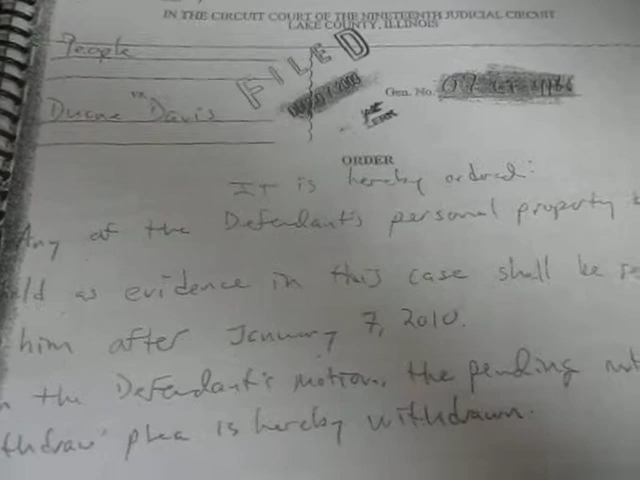 IN THE CIRCUIT COURT OF THE NINETEENTH JUDICIAL CIRCUIT
LAKE COUNTY, ILLINOIS
People
FILED
vs.
Gen. No.
Duane Davis
ORDER
It is hereby ordered:
Any of the Defendant's personal property
as evidence in this case shall be
him after January 7, 2010.
the Defendant's motion, the pending
plea is hereby withdrawn.